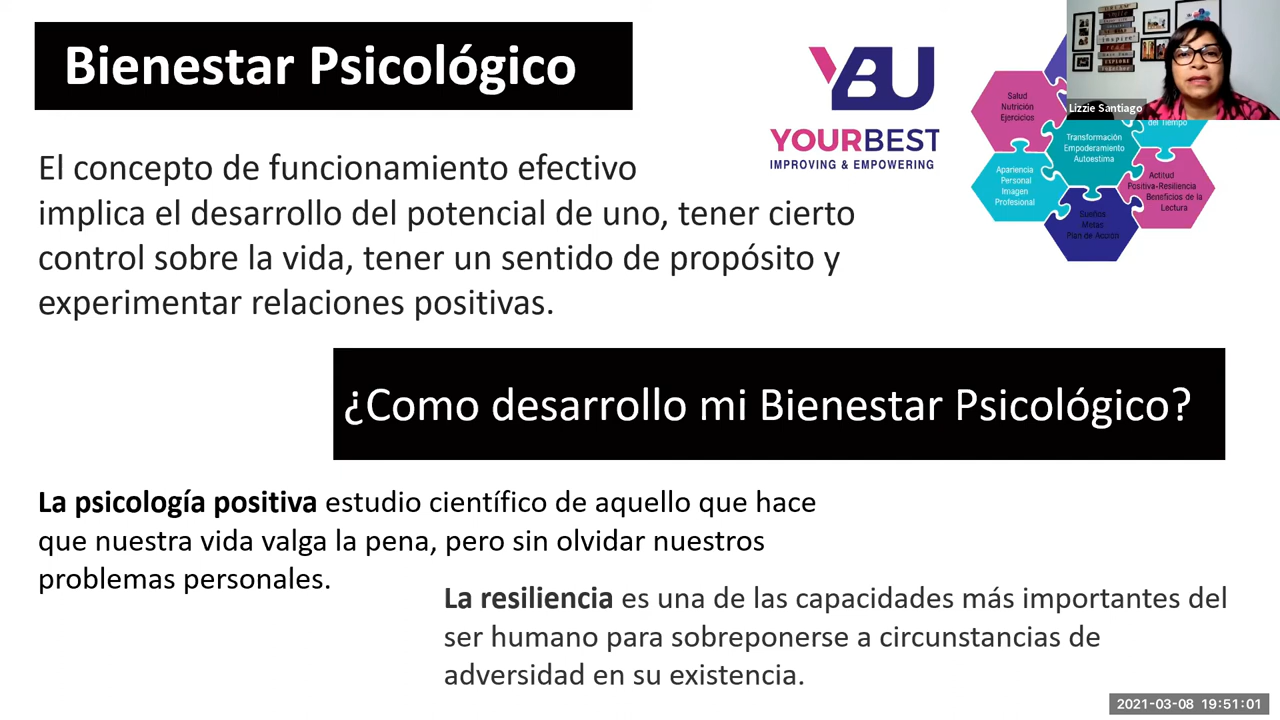 Bienestar Psicológico
El concepto de funcionamiento efectivo
implica el desarrollo del potencial de uno, tener cierto
control sobre la vida, tener un sentido de propósito y
experimentar relaciones positivas.
YBU
YOURBEST
IMPROVING & EMPOWERING
Salud
Nutrición
Ejercicios
Lizzie Santiago
del Tiempo
Transformación
Empoderamiento
Autoestima
Apariencia
Personal
Imagen
Profesional
Actitud
Positiva-Resiliencia
Beneficios de la
Lectura
Sueños
Metas
Plan de Acción
¿Como desarrollo mi Bienestar Psicológico?
La psicología positiva estudio científico de aquello que hace
que nuestra vida valga la pena, pero sin olvidar nuestros
problemas personales.
La resiliencia es una de las capacidades más importantes del
ser humano para sobreponerse a circunstancias de
adversidad en su existencia.
2021-03-08 19:51:01